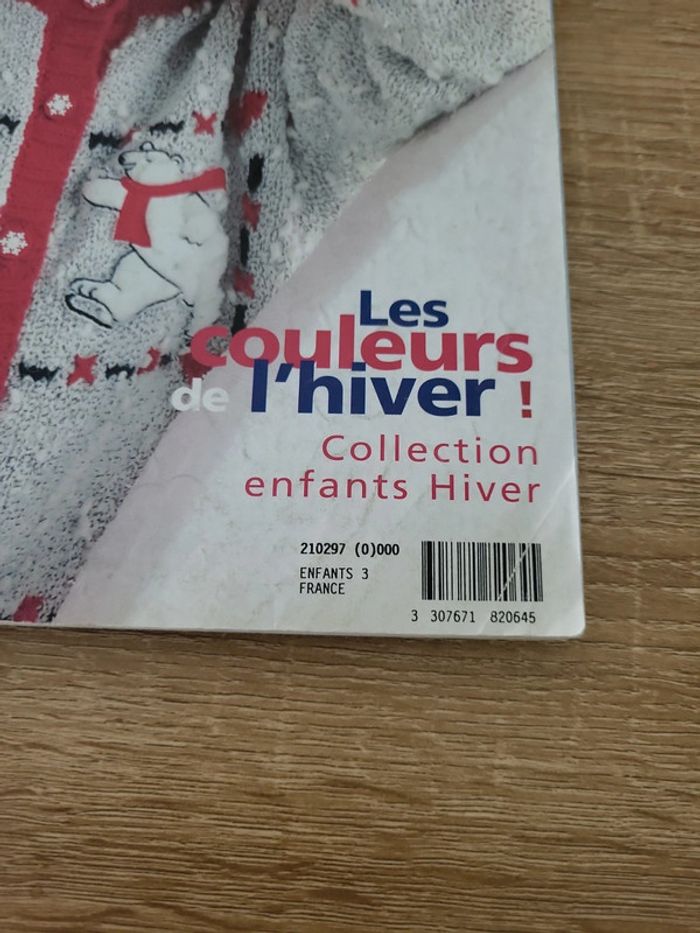 Les
couleurs
de l'hiver !
Collection
enfants Hiver
210297 (0)000
ENFANTS 3
FRANCE
3 307671 820645